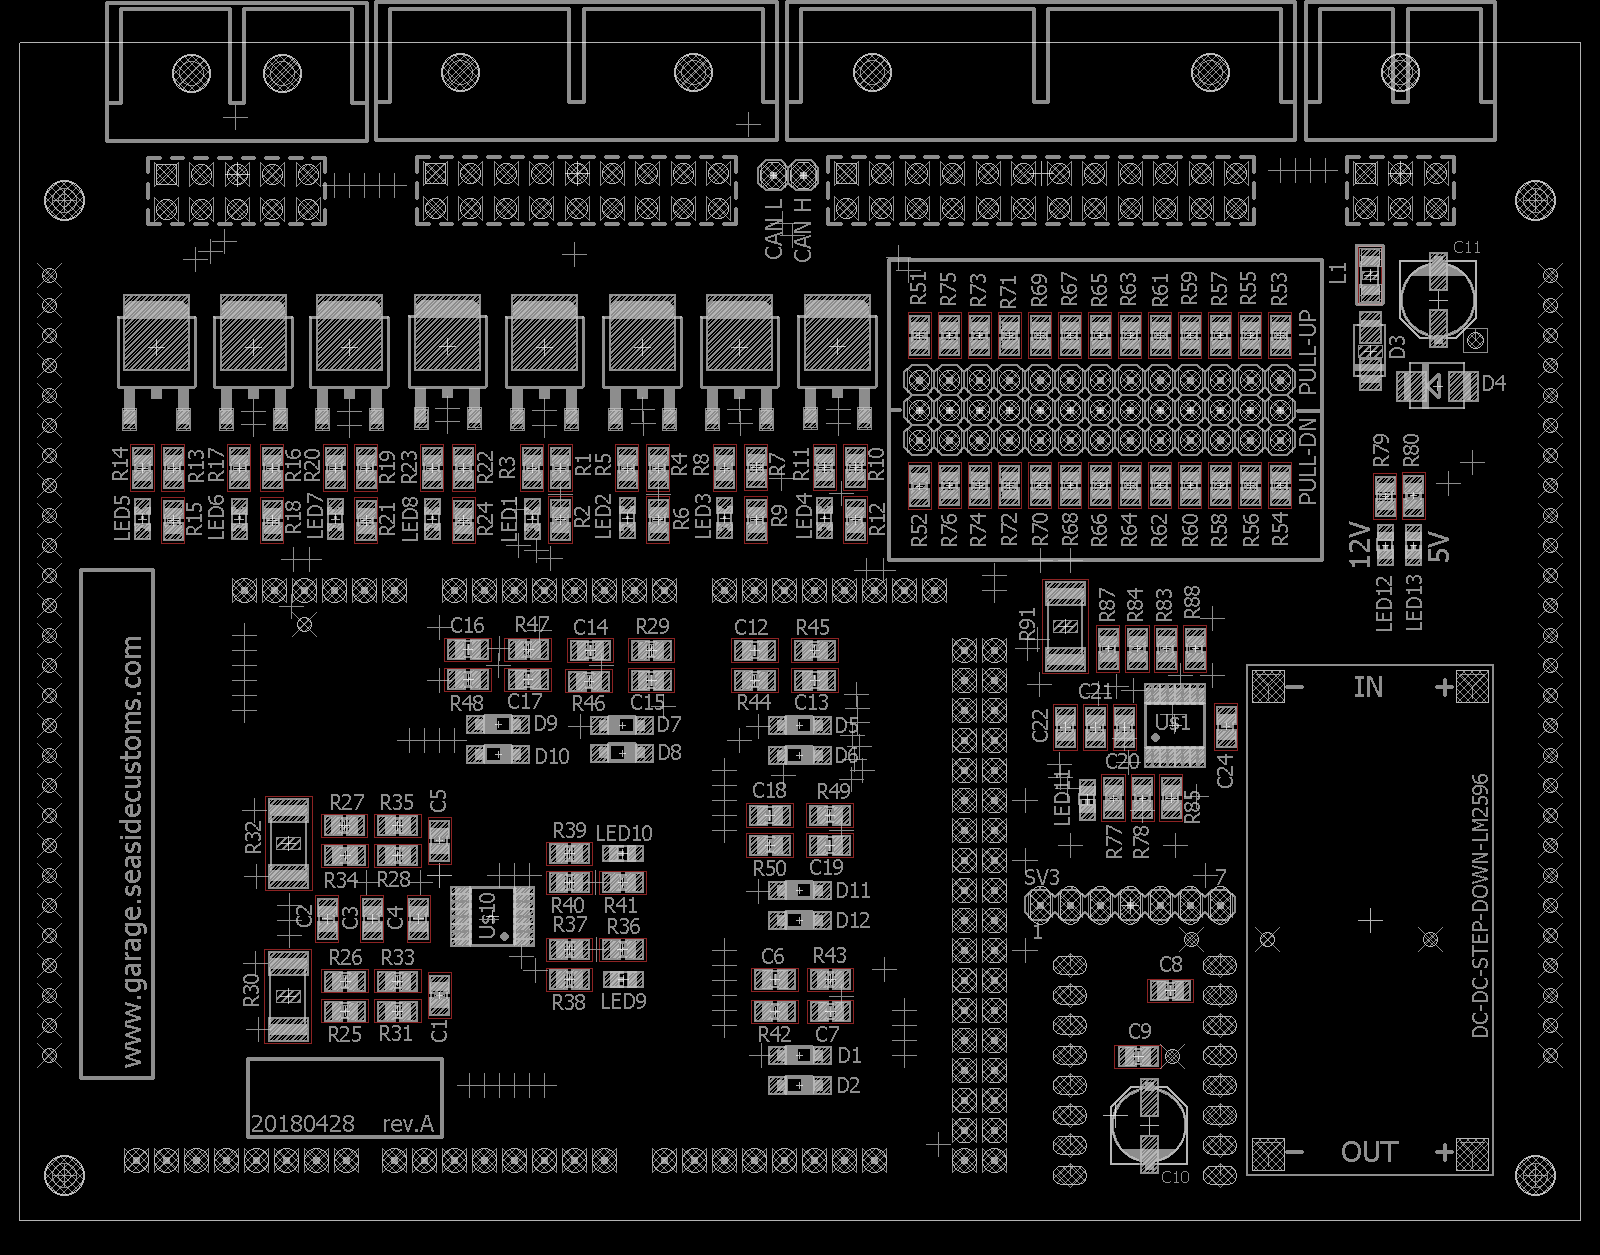 CAN L
CAN H
C11
L1
D3
D4
R51
R75
R73
R71
R69
R67
R65
R63
R61
R59
R57
R55
R53
PULL-UP
PULL-DN
R52
R76
R74
R72
R70
R68
R66
R64
R62
R60
R58
R56
R54
R14
R13
R17
R16
R20
R19
R23
R22
R3
R1
R5
R4
R8
R7
R11
R10
LED5
R15
LED6
R18
LED7
R21
LED8
R24
LED1
R2
LED2
R6
LED3
R9
LED4
R12
R79
R80
12V
5V
LED12
LED13
www.garage.seasidecustoms.com
C16
R47
C14
R29
C12
R45
R48
C17
R46
C15
R44
C13
D9
D7
D5
D10
D8
D6
R91
R87
R84
R83
R88
C22
C21
C20
U$1
C24
LED11
R77
R78
R85
IN
- +
DC-DC-STEP-DOWN-LM2596
- +
OUT
C18
R49
R50
C19
D11
D12
R32
R27
R35
C5
R34
R28
C2
C3
C4
U$10
R39
LED10
R40
R41
R37
R36
R38
LED9
R30
R26
R33
R25
R31
C1
C6
R43
R42
C7
D1
D2
SV3
7
1
C8
C9
C10
20180428 rev.A